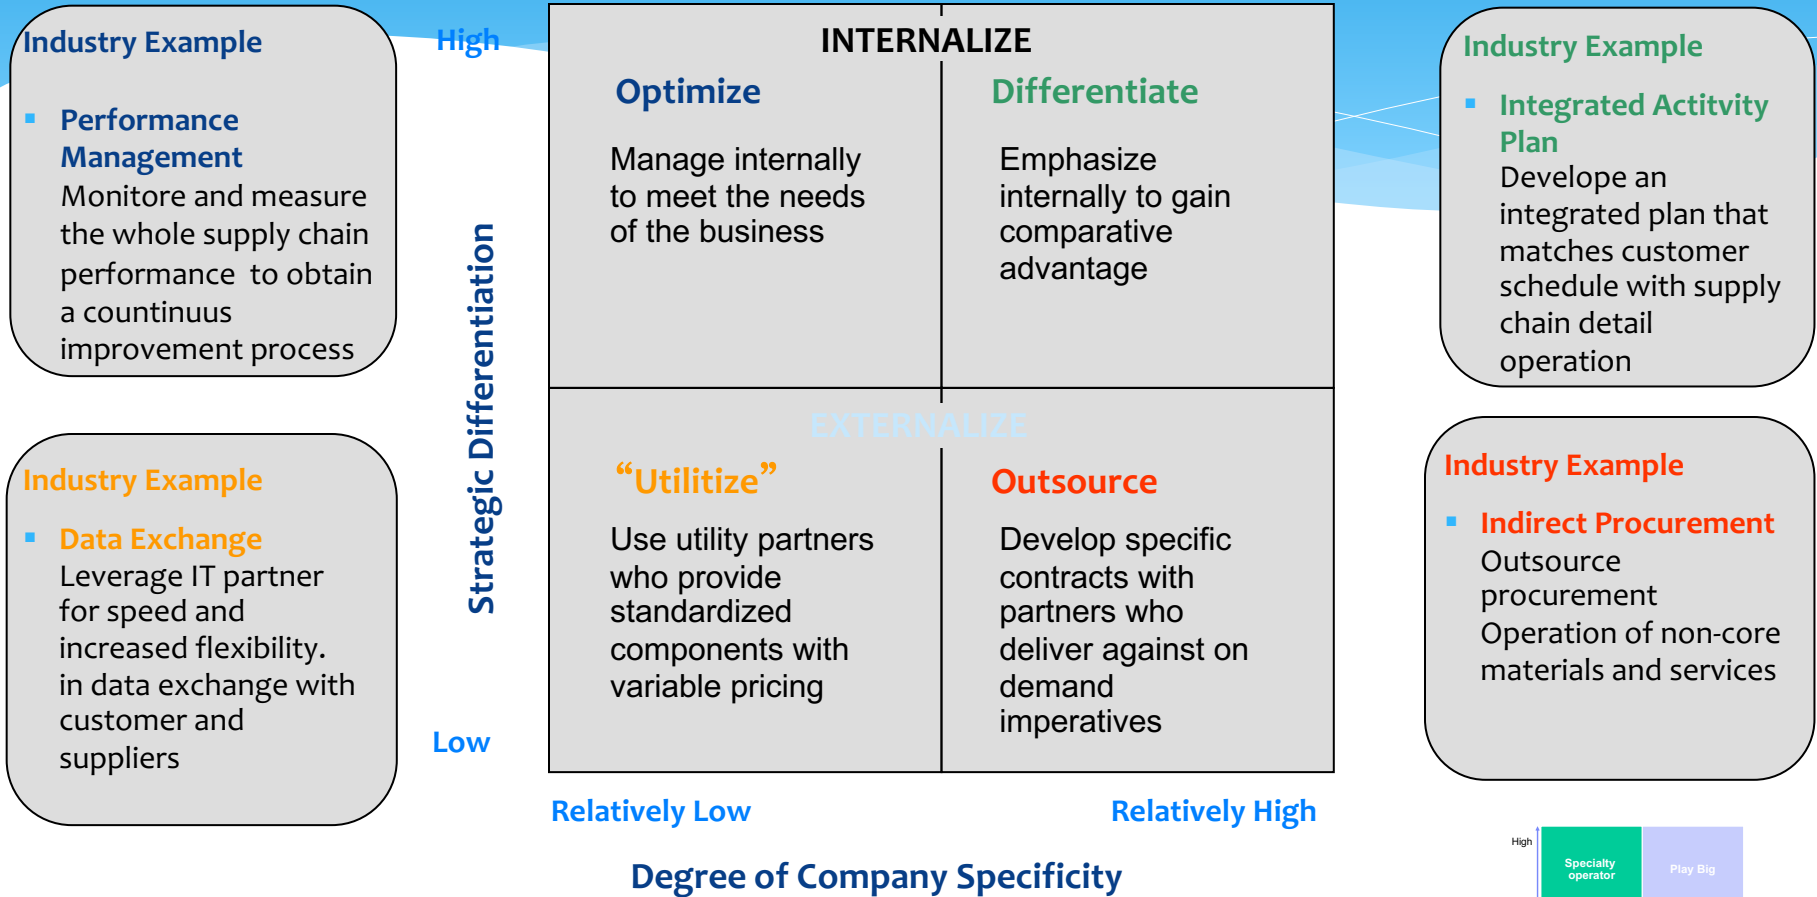 Industry Example
Performance
Management
Monitore and measure
the whole supply chain
performance  to obtain
a countinuus
improvement process
Industry Example
Data Exchange
Leverage IT partner
for speed and
increased flexibility.
in data exchange with
customer and
suppliers
High
Strategic Differentiation
Low
INTERNALIZE
Optimize
Manage internally
to meet the needs
of the business
Differentiate
Emphasize
internally to gain
comparative
advantage
EXTERNALIZE
“Utilitize”
Use utility partners
who provide
standardized
components with
variable pricing
Outsource
Develop specific
contracts with
partners who
deliver against on
demand
imperatives
Relatively Low
Relatively High
Degree of Company Specificity
Industry Example
Integrated Actitvity
Plan
Develope an
integrated plan that
matches customer
schedule with supply
chain detail
operation
Industry Example
Indirect Procurement
Outsource
procurement
Operation of non-core
materials and services
High
Specialty
operator
Play Big